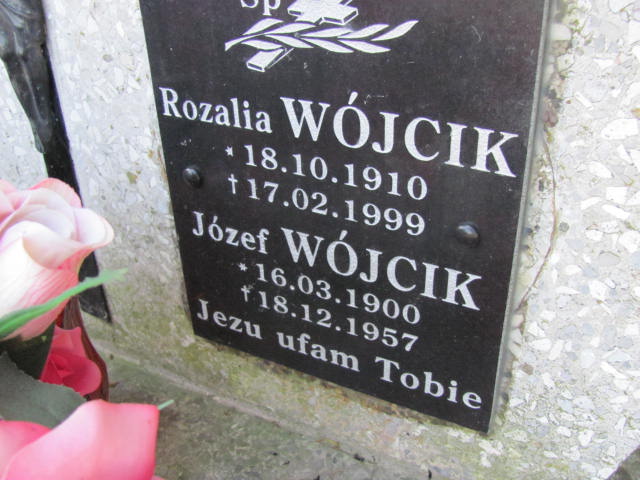 Sp
Rozalia WÓJCIK
* 18.10.1910
† 17.02.1999
Józef WÓJCIK
* 16.03.1900
† 18.12.1957
Jezu ufam Tobie